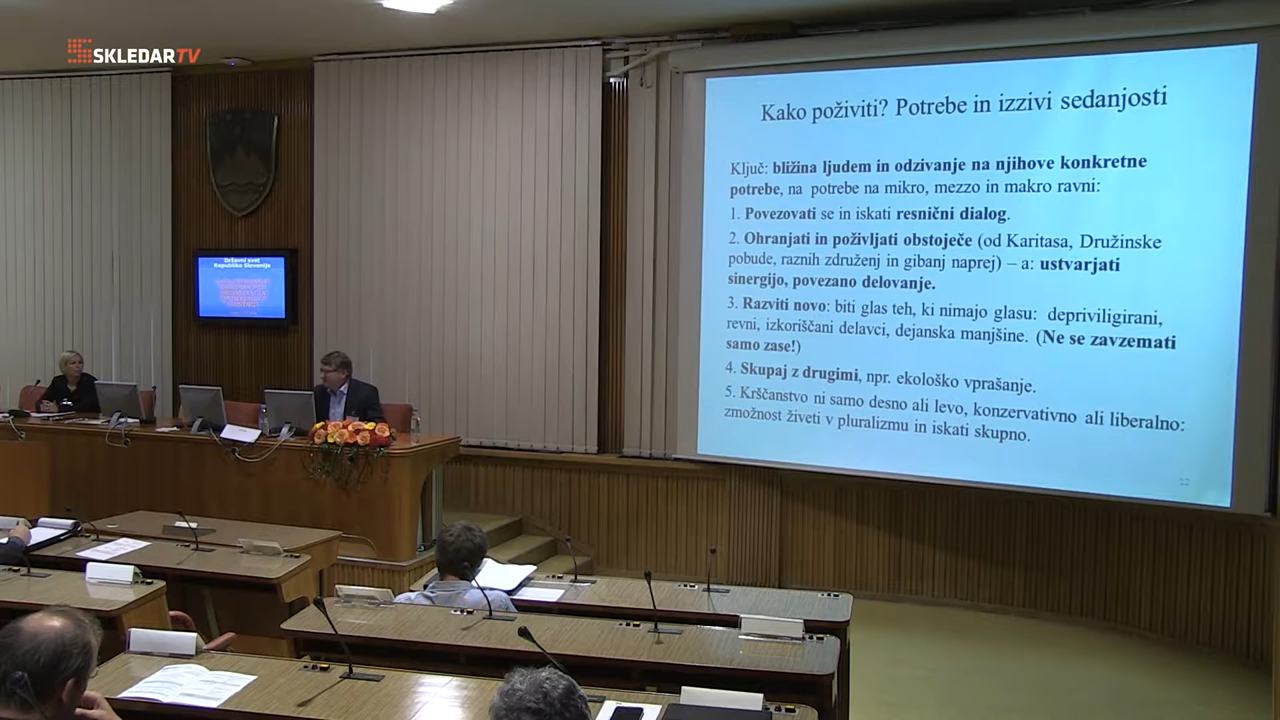 SKLEDARTV
Kako poživiti? Potrebe in izzivi sedanjosti
Ključ: bližina ljudem in odzivanje na njihove konkretne
potrebe, na potrebe na mikro, mezzo in makro ravni:
1. Povezovati se in iskati resnični dialog.
2. Ohranjati in poživljati obstoječe (od Karitasa, Družinske
pobude, raznih združenj in gibanj naprej) – a: ustvarjati
sinergijo, povezano delovanje.
3. Razviti novo: biti glas teh, ki nimajo glasu: depriviligirani,
revni, izkoriščani delavci, dejanska manjšine. (Ne se zavzemati
samo zase!)
4. Skupaj z drugimi, npr. ekološko vprašanje.
5. Krščanstvo ni samo desno ali levo, konzervativno ali liberalno:
zmožnost živeti v pluralizmu in iskati skupno.
Državni svet
Republike Slovenije